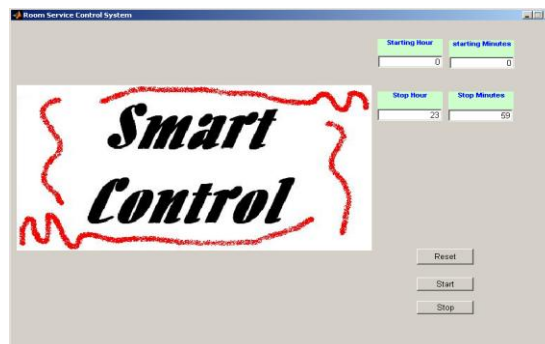 Room Service Control System
Starting Hour starting Minutes
0 0
Stop Hour Stop Minutes
23 59
Smart
Control
Reset
Start
Stop